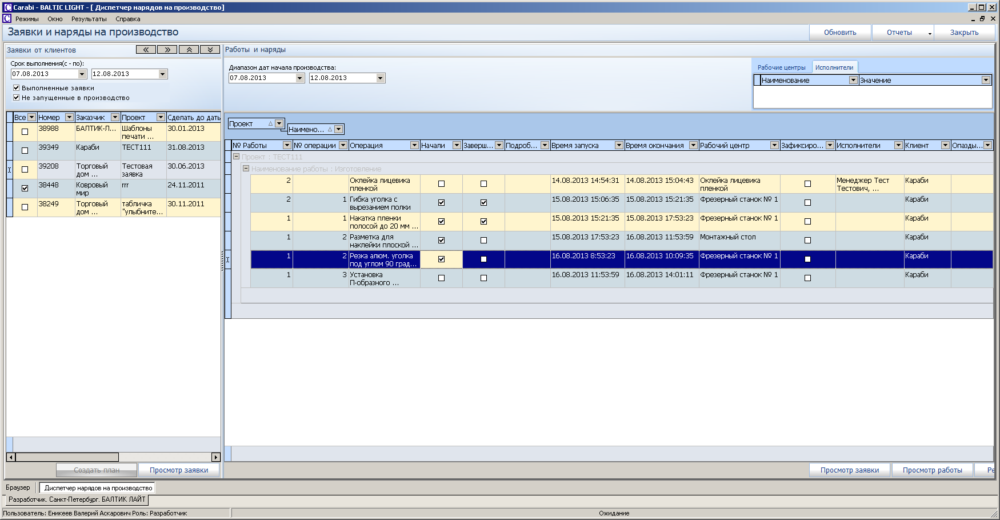 Carabi - BALTIC LIGHT - [ Диспетчер нарядов на производство]
Режимы Окно Результаты Справка
Заявки и наряды на производство
Обновить Отчеты Закрыть
Заявки от клиентов
Срок выполнения(с - по):
07.08.2013 12.08.2013
Выполненные заявки
Не запущенные в производство
Все Номер Заказчик Проект Сделать до даты
38988 БАЛТИК-Л... Шаблоны печати ... 30.01.2013
39349 Караби ТЕСТ111 31.08.2013
39208 Торговый дом ... Тестовая заявка 30.06.2013
38448 Ковровый мир rrr 24.11.2011
38249 Торговый дом ... табличка "улыбните... 30.11.2011
Создать план Просмотр заявки
Работы и наряды
Диапазон дат начала производства:
07.08.2013 12.08.2013
Рабочие центры Исполнители
Наименование Значение
Проект
Наимено...
№ Работы № операции Операция Начали Заверш... Подроб... Время запуска Время окончания Рабочий центр Зафиксиро... Исполнители Клиент Опазды...
Проект : ТЕСТ111
Наименование работы : Изготовление
2 Оклейка лицевика пленкой 14.08.2013 14:54:31 14.08.2013 15:04:43 Оклейка лицевика пленкой Менеджер Тест Тестович, ... Караби
2 1 Гибка уголка с вырезанием полки 15.08.2013 15:06:35 15.08.2013 15:21:35 Фрезерный станок № 1 Караби
1 1 Накатка пленки полосой до 20 мм ... 15.08.2013 15:21:35 15.08.2013 17:53:23 Фрезерный станок № 1 Караби
1 2 Разметка для наклейки плоской ... 15.08.2013 17:53:23 16.08.2013 11:53:59 Монтажный стол Караби
1 2 Резка алюм. уголка под углом 90 град... 16.08.2013 8:53:23 16.08.2013 10:09:35 Фрезерный станок № 1 Караби
1 3 Установка П-образного ... 16.08.2013 11:53:59 16.08.2013 14:01:11 Фрезерный станок № 1 Караби
Просмотр заявки Просмотр работы Ре
Браузер Диспетчер нарядов на производство
Разработчик. Санкт-Петербург. БАЛТИК ЛАЙТ
Пользователь: Еникеев Валерий Аскарович Роль: Разработчик Ожидание